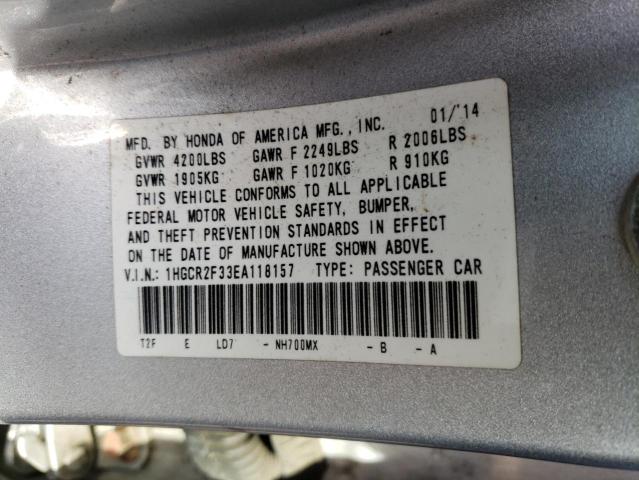 MFD. BY HONDA OF AMERICA MFG., INC. 01/'14
GVWR 4200LBS GAWR F 2249LBS R 2006LBS
GVWR 1905KG GAWR F 1020KG R 910KG
THIS VEHICLE CONFORMS TO ALL APPLICABLE
FEDERAL MOTOR VEHICLE SAFETY, BUMPER,
AND THEFT PREVENTION STANDARDS IN EFFECT
ON THE DATE OF MANUFACTURE SHOWN ABOVE.
V.I.N.: 1HGCR2F33EA118157 TYPE: PASSENGER CAR
T2F E LD7 - NH700MX - B - A